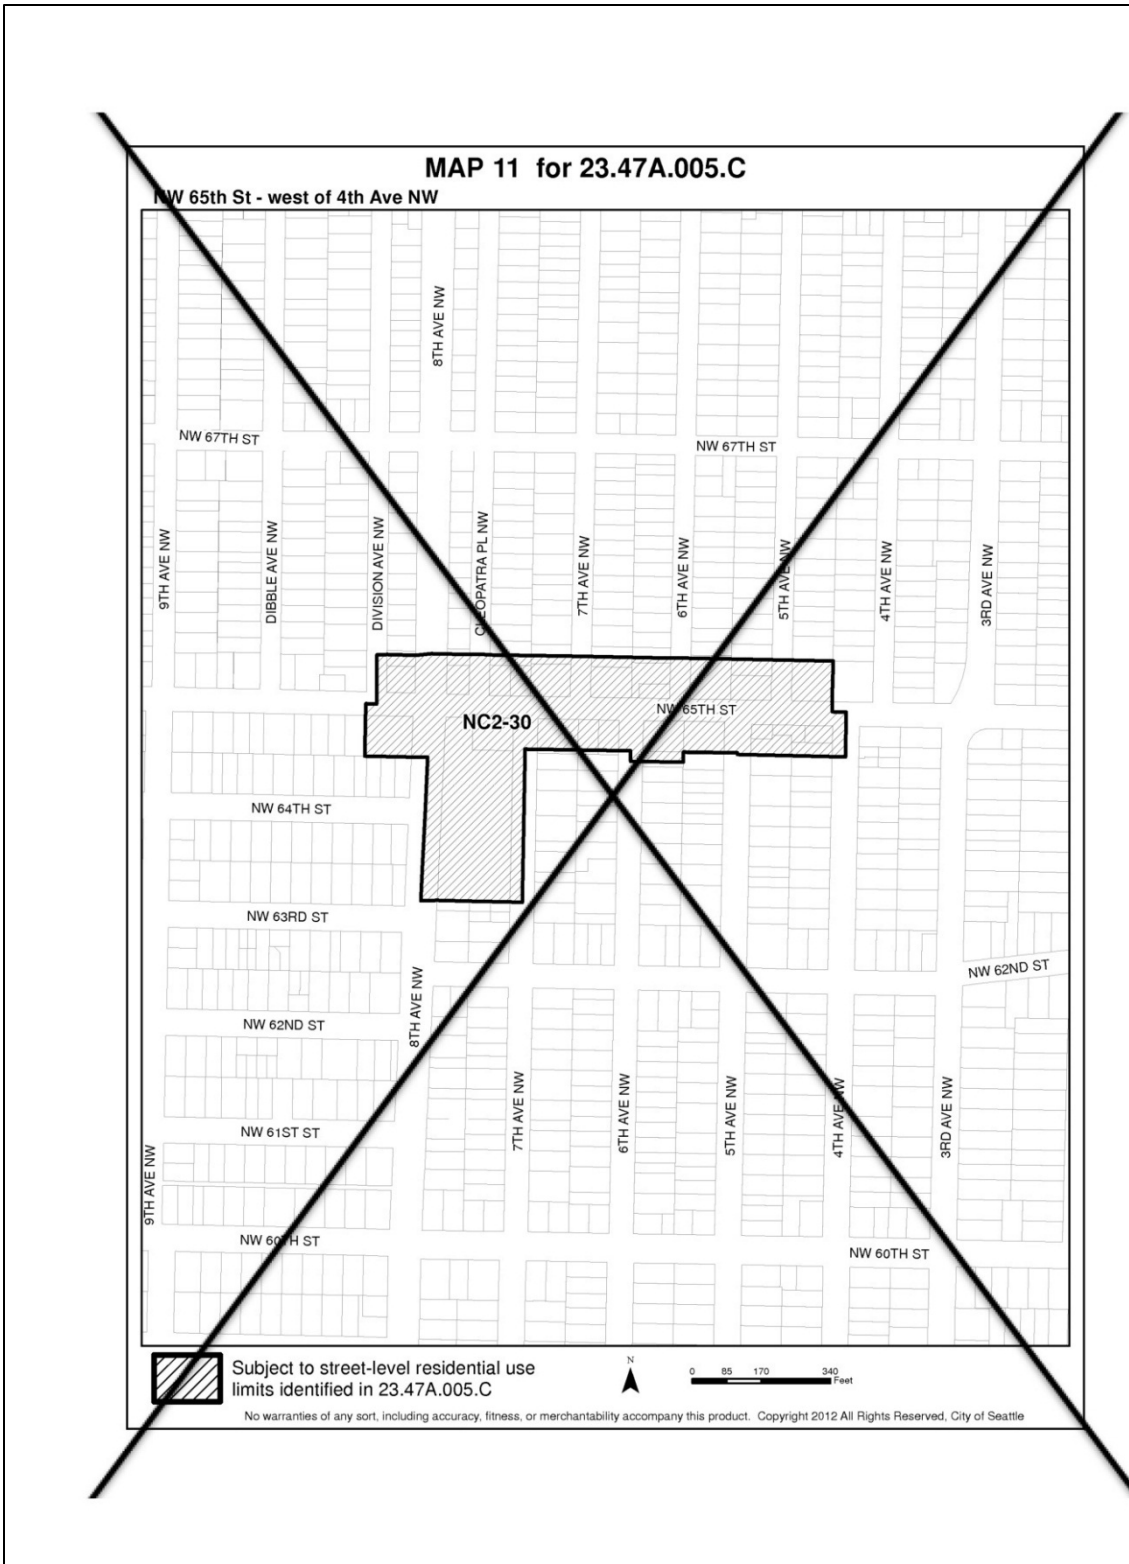 MAP 11 for 23.47A.005.C
NW 65th St - west of 4th Ave NW
8TH AVE NW
NW 67TH ST
NW 67TH ST
9TH AVE NW
DIBBLE AVE NW
DIVISION AVE NW
CLEOPATRA PL NW
7TH AVE NW
6TH AVE NW
5TH AVE NW
4TH AVE NW
3RD AVE NW
NW 65TH ST
NC2-30
NW 64TH ST
NW 63RD ST
NW 62ND ST
8TH AVE NW
NW 62ND ST
7TH AVE NW
6TH AVE NW
5TH AVE NW
4TH AVE NW
3RD AVE NW
NW 61ST ST
9TH AVE NW
NW 60TH ST
NW 60TH ST
Subject to street-level residential use
limits identified in 23.47A.005.C
N
0 85 170 340
Feet
No warranties of any sort, including accuracy, fitness, or merchantability accompany this product. Copyright 2012 All Rights Reserved, City of Seattle